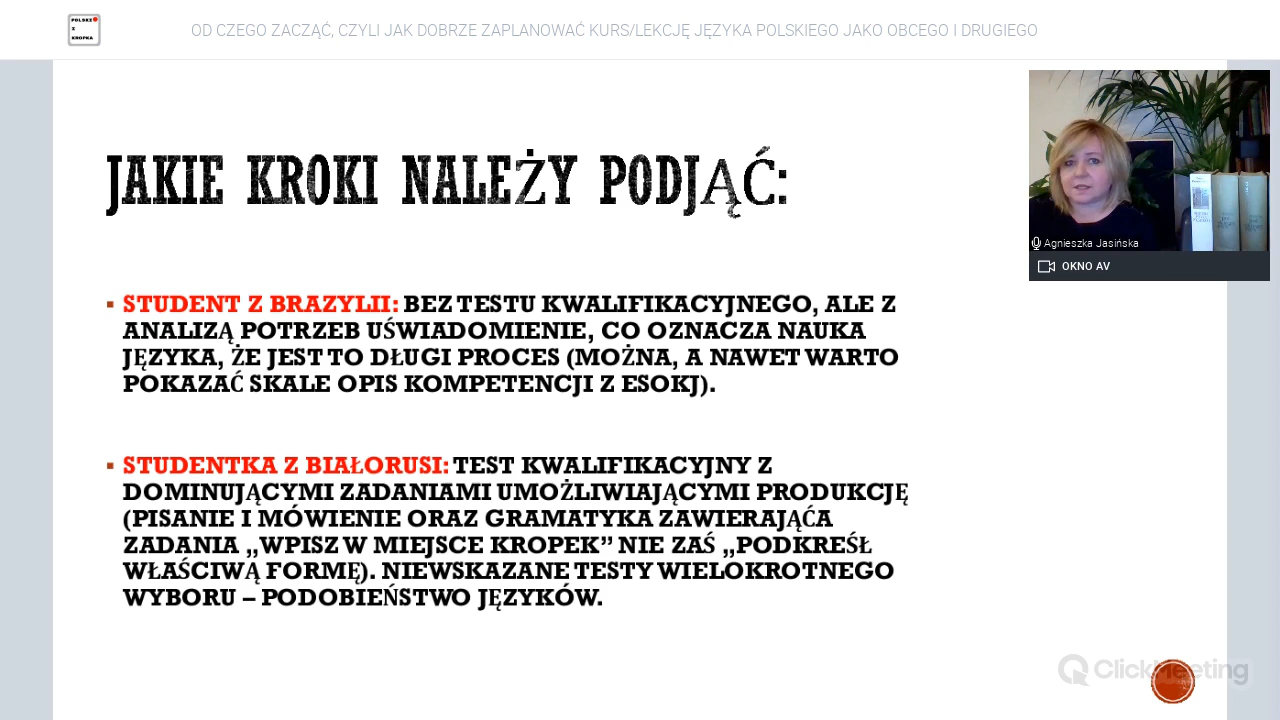 POLSKI
Z
KROPKĄ
OD CZEGO ZACZĄĆ, CZYLI JAK DOBRZE ZAPLANOWAĆ KURS/LEKCJĘ JĘZYKA POLSKIEGO JAKO OBCEGO I DRUGIEGO
JAKIE KROKI NALEŻY PODJĄĆ:
Agnieszka Jasińska
OKNO AV
▪ STUDENT Z BRAZYLII: BEZ TESTU KWALIFIKACYJNEGO, ALE Z
ANALIZĄ POTRZEB UŚWIADOMIENIE, CO OZNACZA NAUKA
JĘZYKA, ŻE JEST TO DŁUGI PROCES (MOŻNA, A NAWET WARTO
POKAZAĆ SKALE OPIS KOMPETENCJI Z ESOKJ).
▪ STUDENTKA Z BIAŁORUSI: TEST KWALIFIKACYJNY Z
DOMINUJĄCYMI ZADANIAMI UMOŻLIWIAJĄCYMI PRODUKCJĘ
(PISANIE I MÓWIENIE ORAZ GRAMATYKA ZAWIERAJĄĆA
ZADANIA „WPISZ W MIEJSCE KROPEK” NIE ZAŚ „PODKREŚŁ
WŁAŚCIWĄ FORMĘ). NIEWSKAZANE TESTY WIELOKROTNEGO
WYBORU – PODOBIEŃSTWO JĘZYKÓW.
ClickMeeting